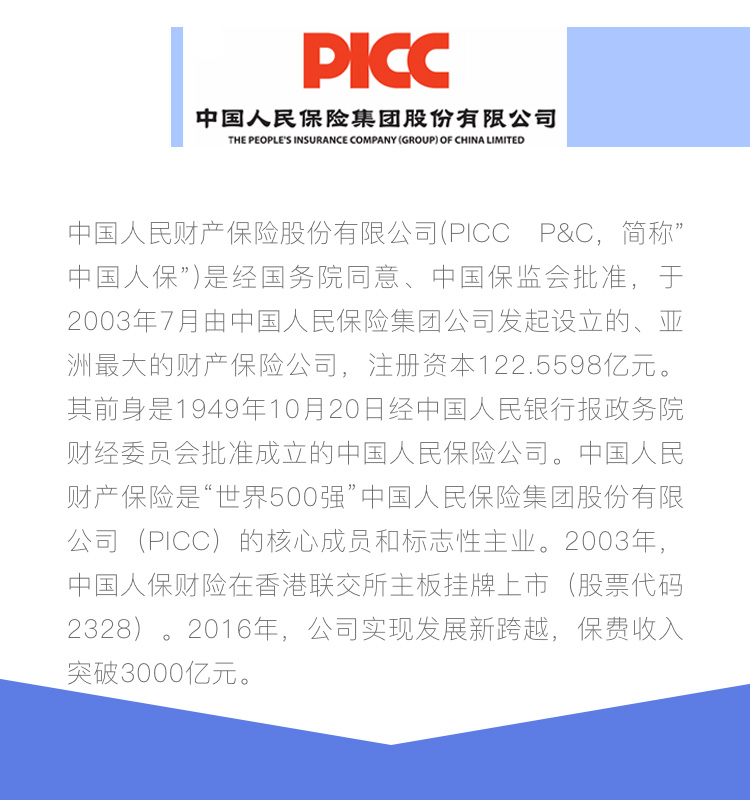 PICC
中国人民保险集团股份有限公司
THE PEOPLE'S INSURANCE COMPANY (GROUP) OF CHINA LIMITED
中国人民财产保险股份有限公司(PICC　P&C，简称”
中国人保”)是经国务院同意、中国保监会批准，于
2003年7月由中国人民保险集团公司发起设立的、亚
洲最大的财产保险公司，注册资本122.5598亿元。
其前身是1949年10月20日经中国人民银行报政务院
财经委员会批准成立的中国人民保险公司。中国人民
财产保险是“世界500强”中国人民保险集团股份有限
公司（PICC）的核心成员和标志性主业。2003年，
中国人保财险在香港联交所主板挂牌上市（股票代码
2328）。2016年，公司实现发展新跨越，保费收入
突破3000亿元。